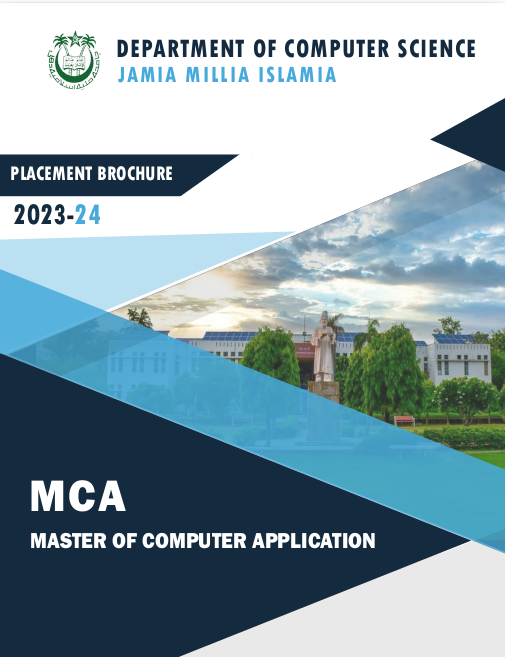 DEPARTMENT OF COMPUTER SCIENCE
JAMIA MILLIA ISLAMIA
PLACEMENT BROCHURE
2023-24
MCA
MASTER OF COMPUTER APPLICATION